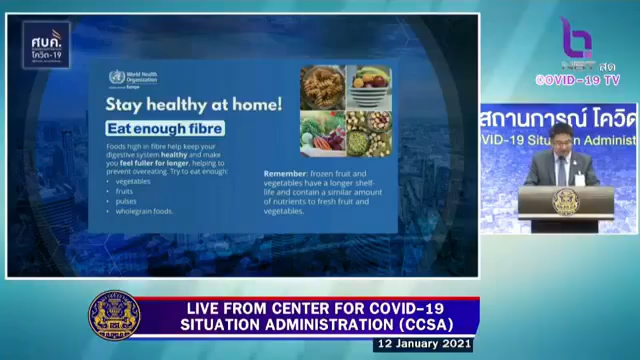 ศบค.
โควิด-19
World Health
Organization
Europe
Stay healthy at home!
Eat enough fibre
Foods high in fibre help keep your
digestive system healthy and make
you feel fuller for longer, helping to
prevent overeating. Try to eat enough:
• vegetables
• fruits
• pulses
• wholegrain foods.
Remember: frozen fruit and
vegetables have a longer shelf-
life and contain a similar amount
of nutrients to fresh fruit and
vegetables.
NBT สด
COVID-19 TV
สถานการณ์ โควิด
VID-19 Situation Administ
LIVE FROM CENTER FOR COVID-19
SITUATION ADMINISTRATION (CCSA)
12 January 2021